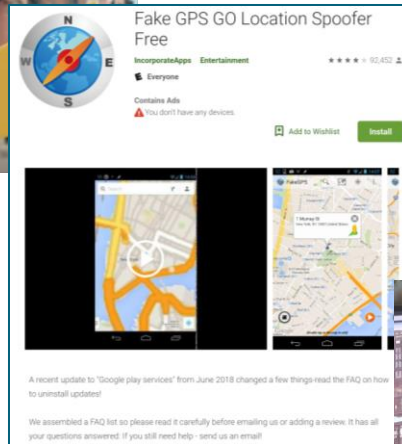 N
W
E
S
Fake GPS GO Location Spoofer
Free
IncorporateApps Entertainment
92,452
Everyone
Contains Ads
You don't have any devices.
Add to Wishlist
Install
Search
FakeGPS
A recent update to "Google play services" from June 2018 changed a few things-read the FAQ on how
to uninstall updates!
We assembled a FAQ list so please read it carefully before emailing us or adding a review. It has all
your questions answered. If you still need help - send us an email!